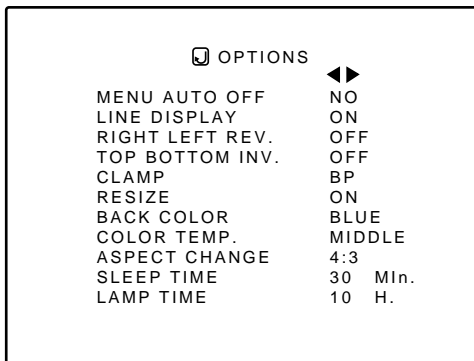 OPTIONS
MENU AUTO OFF NO
LINE DISPLAY ON
RIGHT LEFT REV. OFF
TOP BOTTOM INV. OFF
CLAMP BP
RESIZE ON
BACK COLOR BLUE
COLOR TEMP. MIDDLE
ASPECT CHANGE 4:3
SLEEP TIME 30 MIn.
LAMP TIME 10 H.